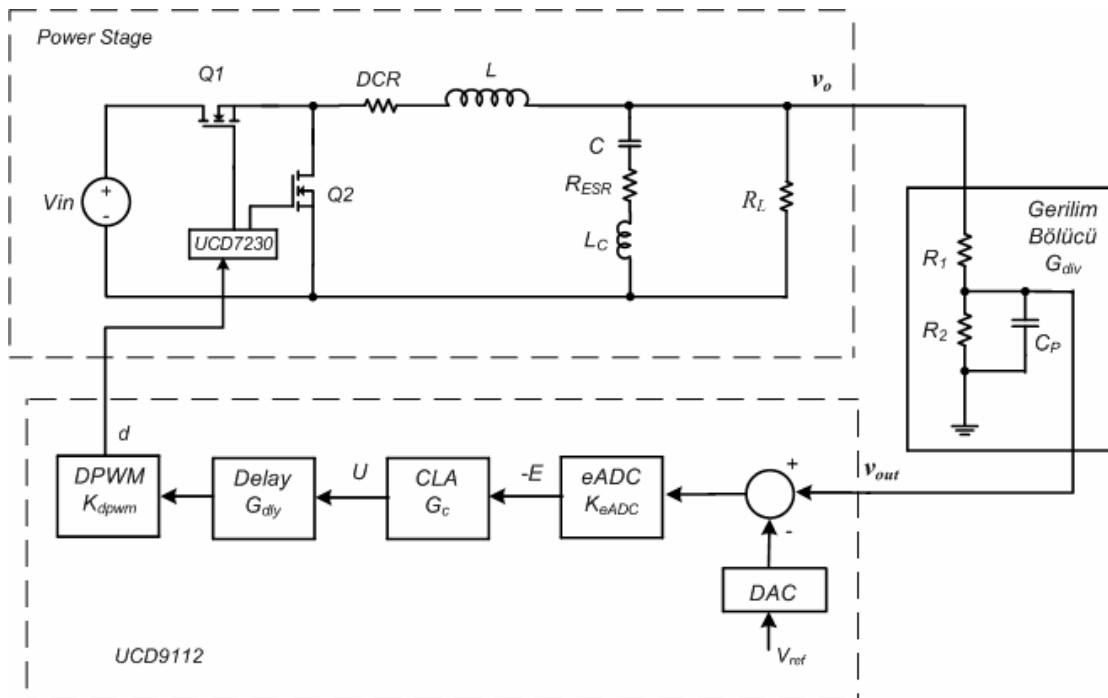 Power Stage
Q1
DCR
L
v_o
C
R_ESR
L_C
R_L
Vin
+
-
Q2
UCD7230
Gerilim
Bölücü
G_div
R_1
R_2
C_P
d
DPWM
K_dpwm
Delay
G_dly
U
CLA
G_c
-E
eADC
K_eADC
+
-
v_out
DAC
V_ref
UCD9112